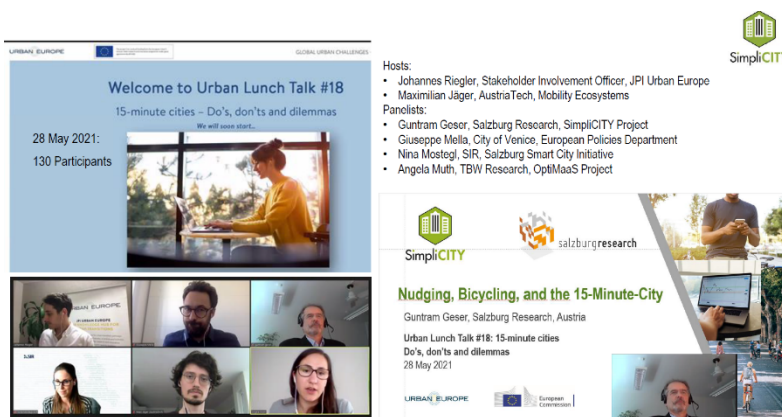 URBAN EUROPE
GLOBAL URBAN CHALLENGES
Welcome to Urban Lunch Talk #18
15-minute cities – Do's, don'ts and dilemmas
We will soon start...
28 May 2021:
130 Participants
SimpliCITY
Hosts:
• Johannes Riegler, Stakeholder Involvement Officer, JPI Urban Europe
• Maximilian Jäger, AustriaTech, Mobility Ecosystems
Panelists:
• Guntram Geser, Salzburg Research, SimpliCITY Project
• Giuseppe Mella, City of Venice, European Policies Department
• Nina Mostegl, SIR, Salzburg Smart City Initiative
• Angela Muth, TBW Research, OptiMaaS Project
URBAN EUROPE
SimpliCITY
salzburgresearch
Nudging, Bicycling, and the 15-Minute-City
Guntram Geser, Salzburg Research, Austria
Urban Lunch Talk #18: 15-minute cities
Do's, don'ts and dilemmas
28 May 2021
URBAN EUROPE
European
Commission